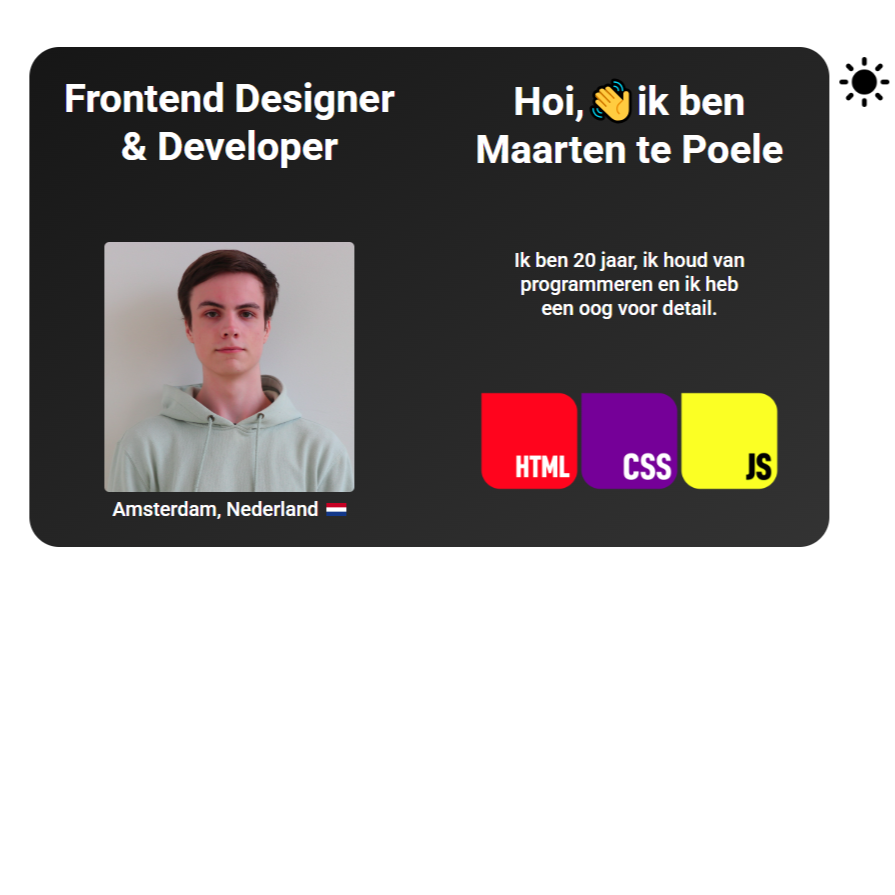 Frontend Designer
& Developer
Amsterdam, Nederland 🇳🇱
Hoi,👋ik ben
Maarten te Poele
Ik ben 20 jaar, ik houd van
programmeren en ik heb
een oog voor detail.
HTML
CSS
JS